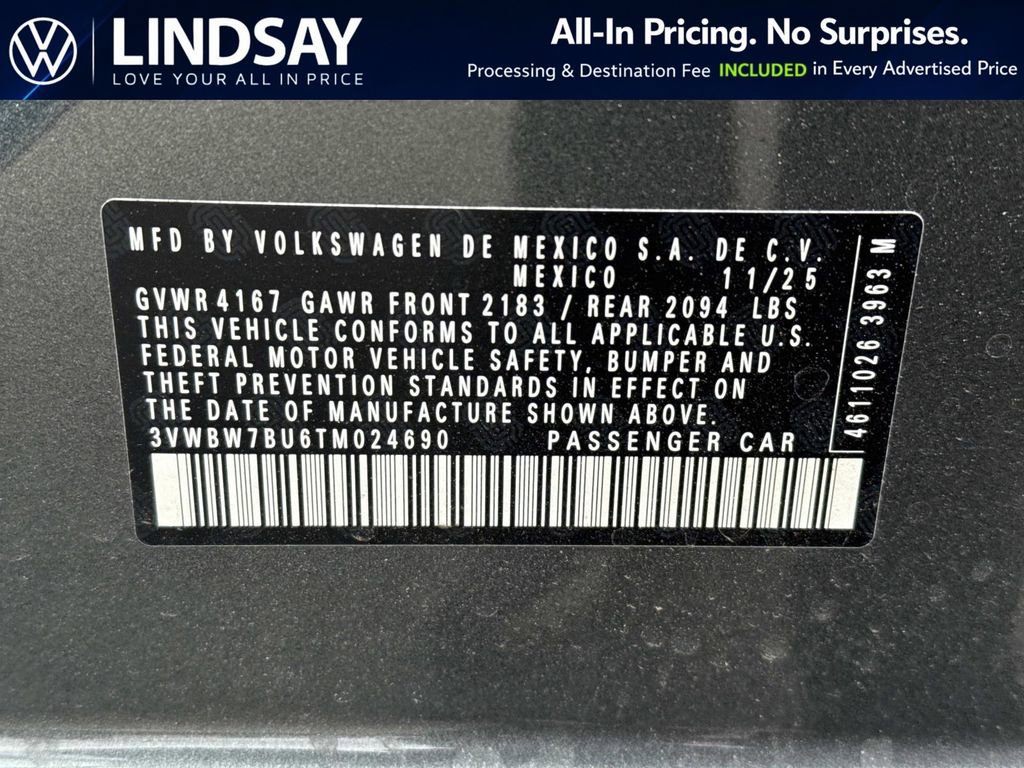 LINDSAY
LOVE YOUR ALL IN PRICE
All-In Pricing. No Surprises.
Processing & Destination Fee INCLUDED in Every Advertised Price
MFD BY VOLKSWAGEN DE MEXICO S.A. DE C.V.
MEXICO 11/25
GVWR 4167 GAWR FRONT 2183 / REAR 2094 LBS
THIS VEHICLE CONFORMS TO ALL APPLICABLE U.S.
FEDERAL MOTOR VEHICLE SAFETY, BUMPER AND
THEFT PREVENTION STANDARDS IN EFFECT ON
THE DATE OF MANUFACTURE SHOWN ABOVE.
3VWBW7BU6TM024690 PASSENGER CAR
4611026 3963 M